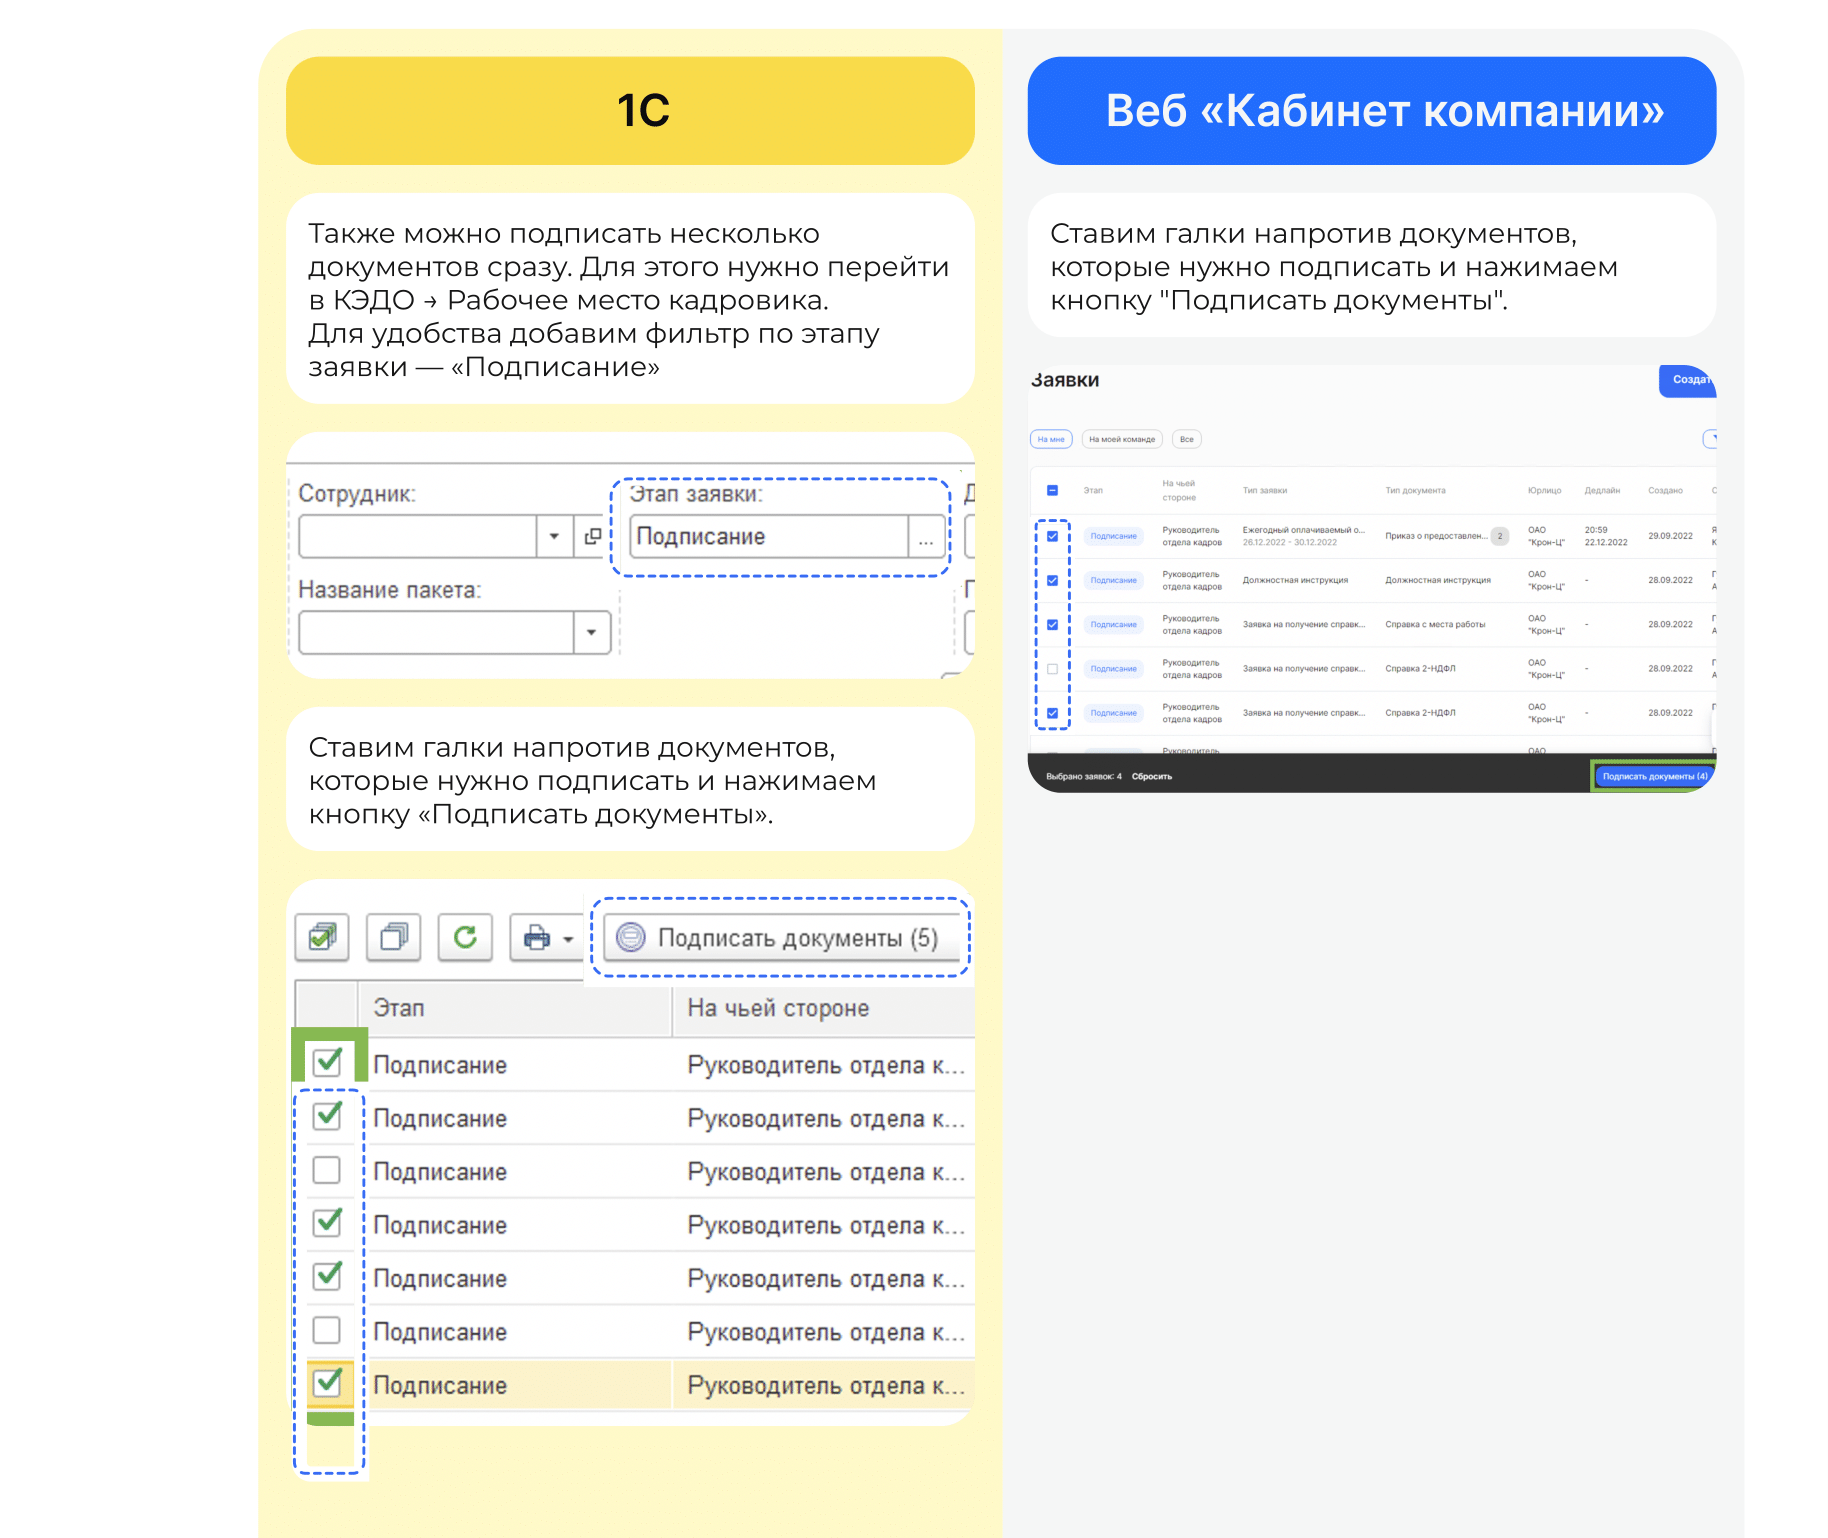 1С
Также можно подписать несколько
документов сразу. Для этого нужно перейти
в КЭДО → Рабочее место кадровика.
Для удобства добавим фильтр по этапу
заявки — «Подписание»
Сотрудник:
Этап заявки:
Подписание
...
Название пакета:
Ставим галки напротив документов,
которые нужно подписать и нажимаем
кнопку «Подписать документы».
Подписать документы (5)
Этап На чьей стороне
Подписание Руководитель отдела к...
Подписание Руководитель отдела к...
Подписание Руководитель отдела к...
Подписание Руководитель отдела к...
Подписание Руководитель отдела к...
Подписание Руководитель отдела к...
Подписание Руководитель отдела к...
Веб «Кабинет компании»
Ставим галки напротив документов,
которые нужно подписать и нажимаем
кнопку "Подписать документы".
Заявки
Создат
На мне На моей команде Все
Этап На чьей стороне Тип заявки Тип документа Юрлицо Дедлайн Создано
Подписание Руководитель отдела кадров Ежегодный оплачиваемый о... 26.12.2022 - 30.12.2022 Приказ о предоставлен... 2 ОАО "Крон-Ц" 20:59 22.12.2022 29.09.2022
Подписание Руководитель отдела кадров Должностная инструкция Должностная инструкция ОАО "Крон-Ц" - 28.09.2022
Подписание Руководитель отдела кадров Заявка на получение справк... Справка с места работы ОАО "Крон-Ц" - 28.09.2022
Подписание Руководитель отдела кадров Заявка на получение справк... Справка 2-НДФЛ ОАО "Крон-Ц" - 28.09.2022
Подписание Руководитель отдела кадров Заявка на получение справк... Справка 2-НДФЛ ОАО "Крон-Ц" - 28.09.2022
Руководитель ОАО
Выбрано заявок: 4 Сбросить Подписать документы (4)